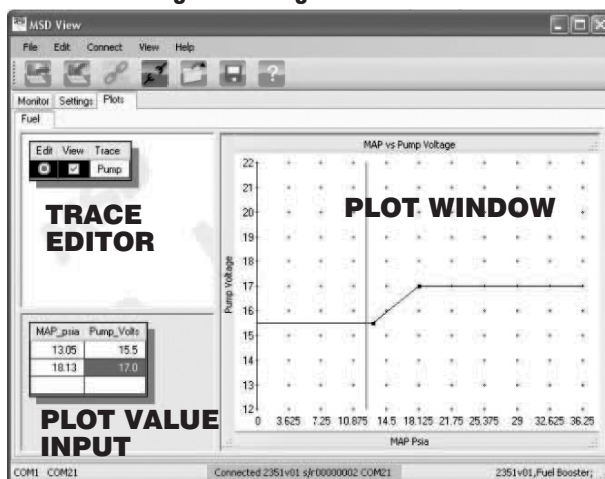 MSD View
File Edit Connect View Help
Monitor Settings Plots
Fuel
Edit View Trace
Pump
TRACE
EDITOR
MAP_psia Pump_Volts
13.05 15.5
18.13 17.0
PLOT VALUE
INPUT
MAP vs Pump Voltage
PLOT WINDOW
Pump Voltage
22
21
20
19
18
17
16
15
14
13
12
0 3.625 7.25 10.875 14.5 18.125 21.75 25.375 29 32.625 36.25
MAP Psia
COM1 COM21 Connected 2351v01 s/r00000002 COM21 2351v01,Fuel Booster;